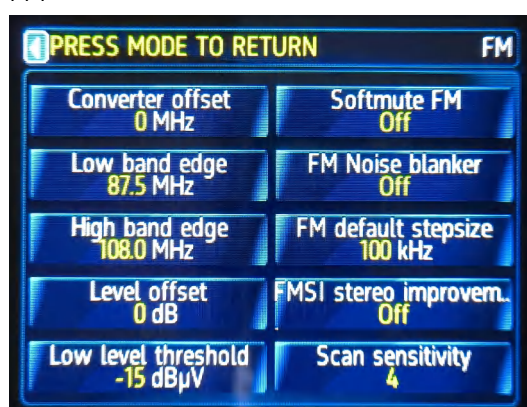 PRESS MODE TO RETURN FM
Converter offset
0 MHz
Softmute FM
Off
Low band edge
87.5 MHz
FM Noise blanker
Off
High band edge
108.0 MHz
FM default stepsize
100 kHz
Level offset
0 dB
FMSI stereo improvem..
Off
Low level threshold
-15 dBµV
Scan sensitivity
4